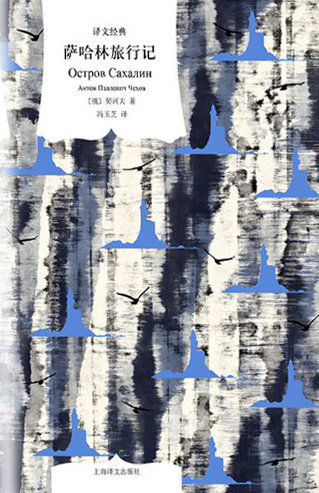 译文经典
萨哈林旅行记
Остров Сахалин
Антон Павлович Чехов
〔俄〕契诃夫 著
冯玉芝 译
上海译文出版社